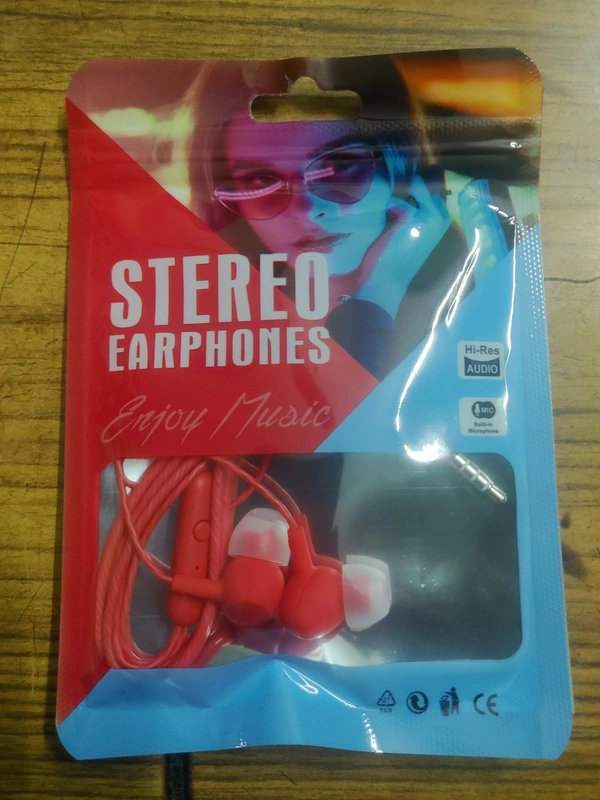 STEREO
EARPHONES
Enjoy Music
Hi-Res
AUDIO
MIC
Built-in
Microphone
CE